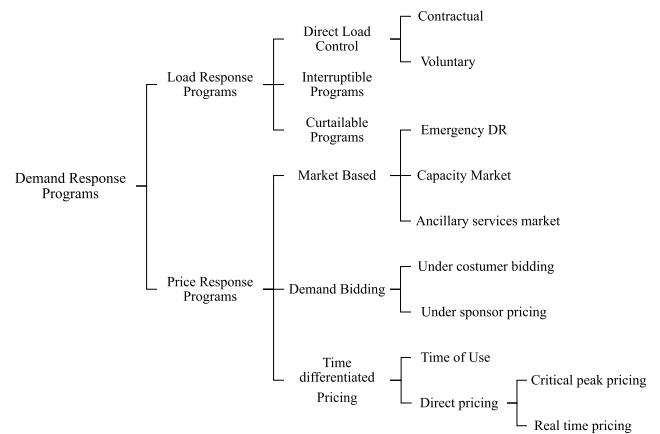 Demand Response
Programs
Load Response
Programs
Direct Load
Control
Contractual
Voluntary
Interruptible
Programs
Curtailable
Programs
Price Response
Programs
Market Based
Emergency DR
Capacity Market
Ancillary services market
Demand Bidding
Under costumer bidding
Under sponsor pricing
Time
differentiated
Pricing
Time of Use
Direct pricing
Critical peak pricing
Real time pricing